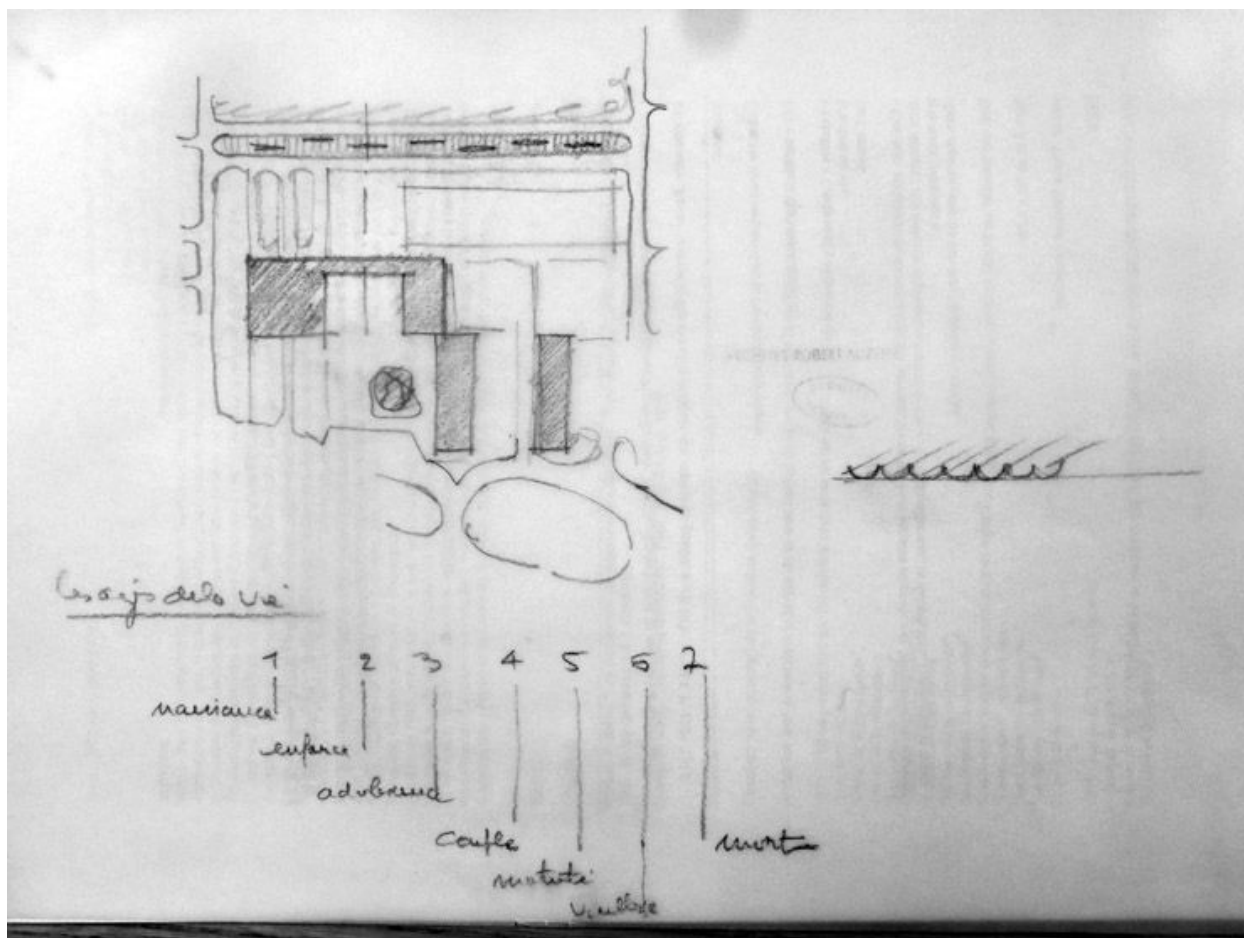 Les âges de la vie
1 2 3 4 5 6 7
naissance
enfance
adolescence
couple
maturité
vieillesse
mort